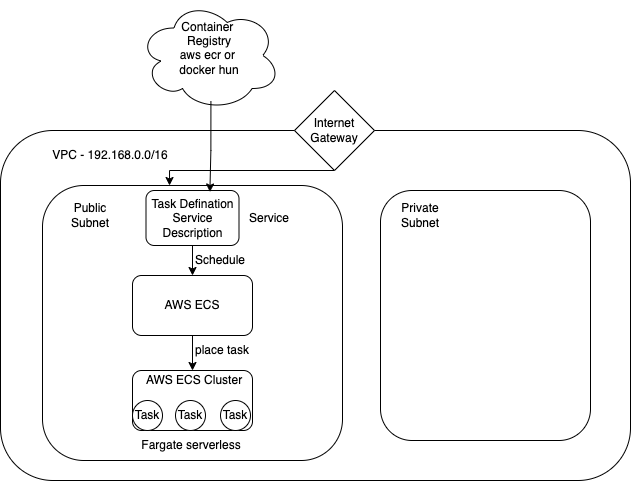 Container
Registry
aws ecr or
docker hun
Internet
Gateway
VPC - 192.168.0.0/16
Public
Subnet
Task Defination
Service
Description
Service
Private
Subnet
Schedule
AWS ECS
place task
AWS ECS Cluster
Task
Task
Task
Fargate serverless